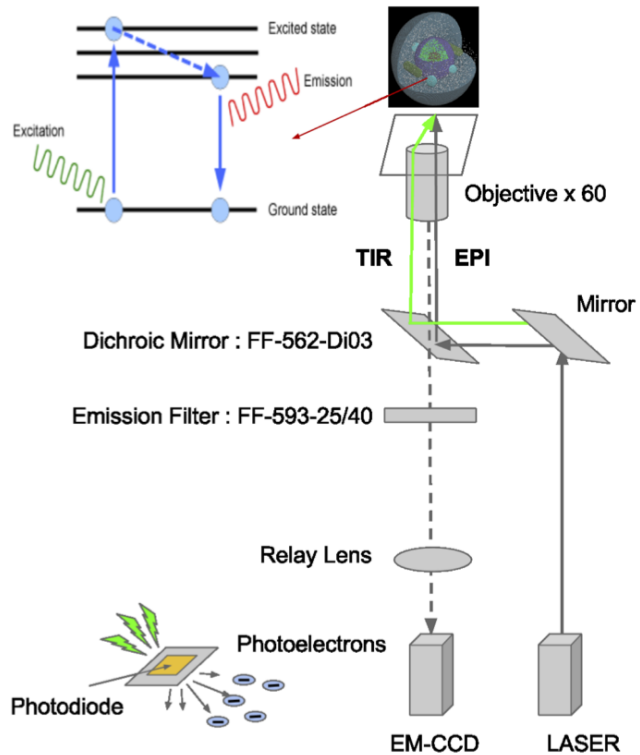 Excited state
Emission
Excitation
Ground state
Objective x 60
TIR
EPI
Mirror
Dichroic Mirror : FF-562-Di03
Emission Filter : FF-593-25/40
Relay Lens
Photoelectrons
Photodiode
EM-CCD
LASER